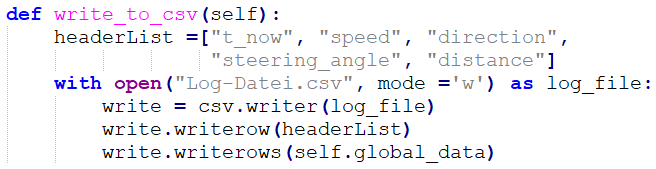 def write_to_csv(self):
    headerList =["t_now", "speed", "direction",
                 "steering_angle", "distance"]
    with open("Log-Datei.csv", mode ='w') as log_file:
        write = csv.writer(log_file)
        write.writerow(headerList)
        write.writerows(self.global_data)